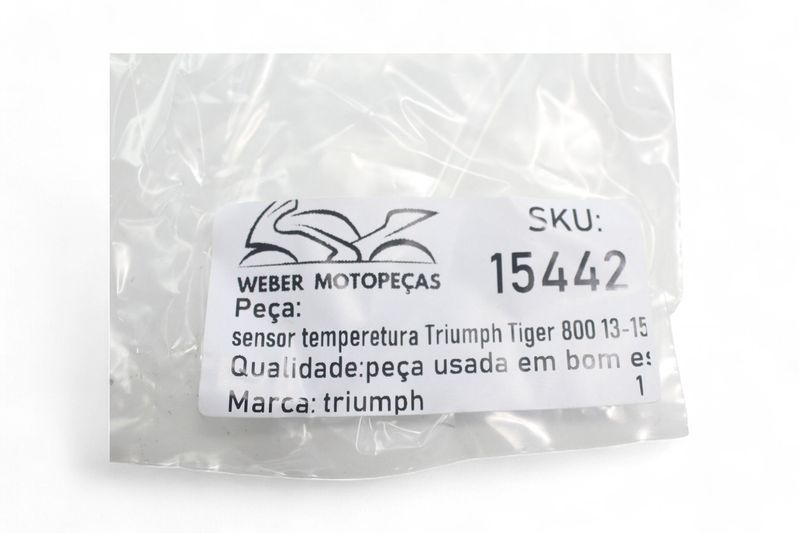 WEBER MOTOPEÇAS
SKU:
15442
Peça:
sensor temperetura Triumph Tiger 800 13-15
Qualidade:peça usada em bom es
Marca: triumph
1